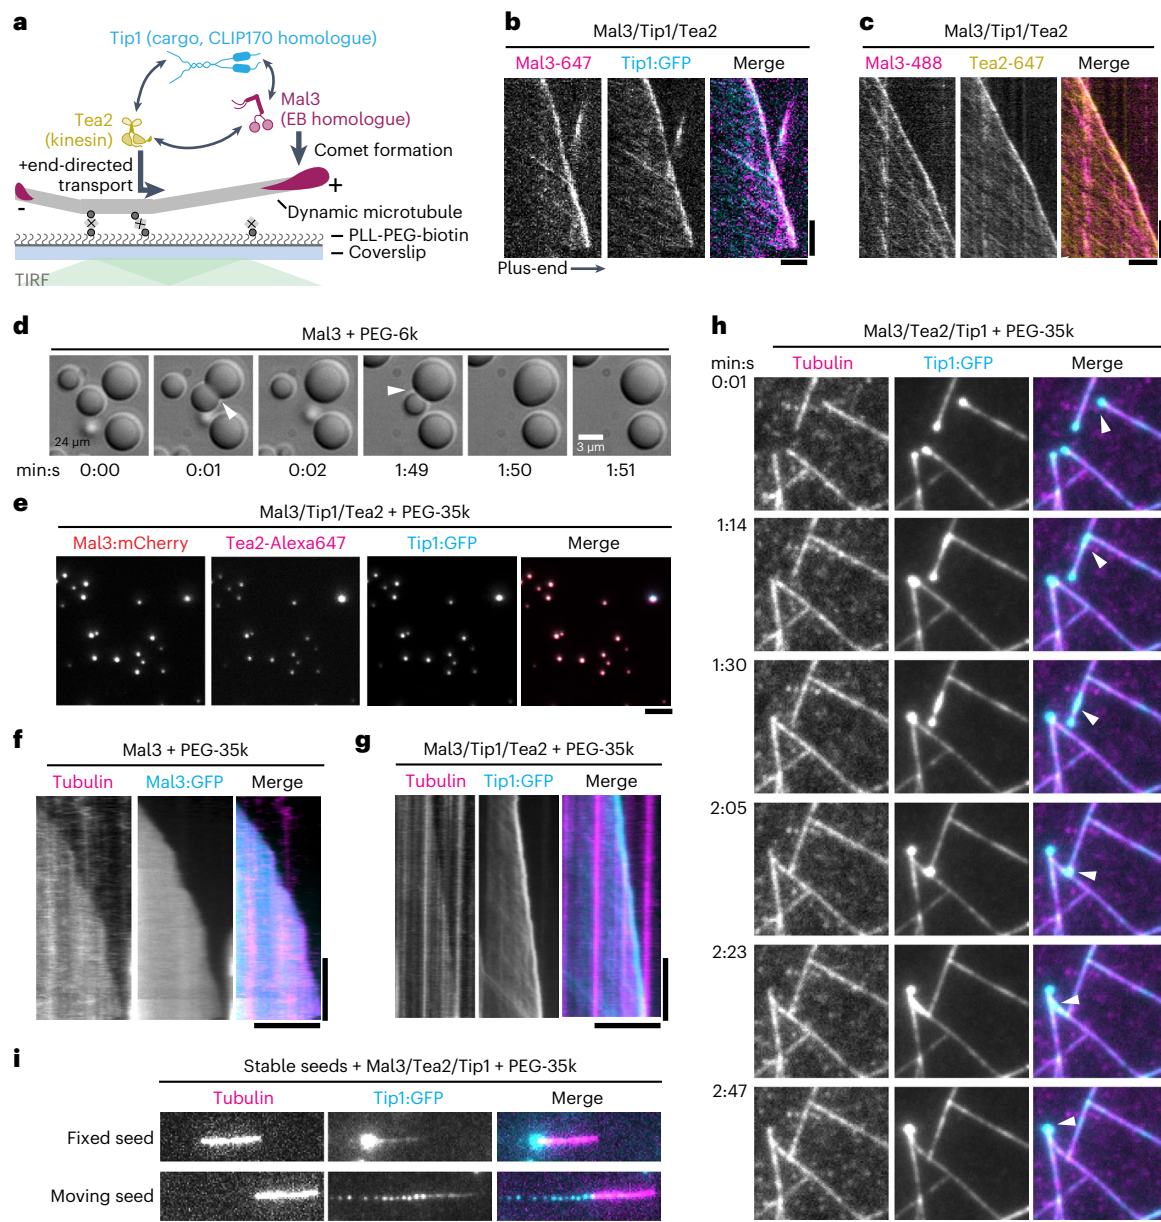 a
Tip1 (cargo, CLIP170 homologue)
Mal3
(EB homologue)
Tea2
(kinesin)
Comet formation
+end-directed
transport
+
-
Dynamic microtubule
PLL-PEG-biotin
Coverslip
TIRF
b
Mal3/Tip1/Tea2
Mal3-647 Tip1:GFP Merge
Plus-end
c
Mal3/Tip1/Tea2
Mal3-488 Tea2-647 Merge
d
Mal3 + PEG-6k
24 µm
3 µm
min:s 0:00 0:01 0:02 1:49 1:50 1:51
e
Mal3/Tip1/Tea2 + PEG-35k
Mal3:mCherry Tea2-Alexa647 Tip1:GFP Merge
f
Mal3 + PEG-35k
Tubulin Mal3:GFP Merge
g
Mal3/Tip1/Tea2 + PEG-35k
Tubulin Tip1:GFP Merge
h
Mal3/Tea2/Tip1 + PEG-35k
min:s Tubulin Tip1:GFP Merge
0:01
1:14
1:30
2:05
2:23
2:47
i
Stable seeds + Mal3/Tea2/Tip1 + PEG-35k
Tubulin Tip1:GFP Merge
Fixed seed
Moving seed